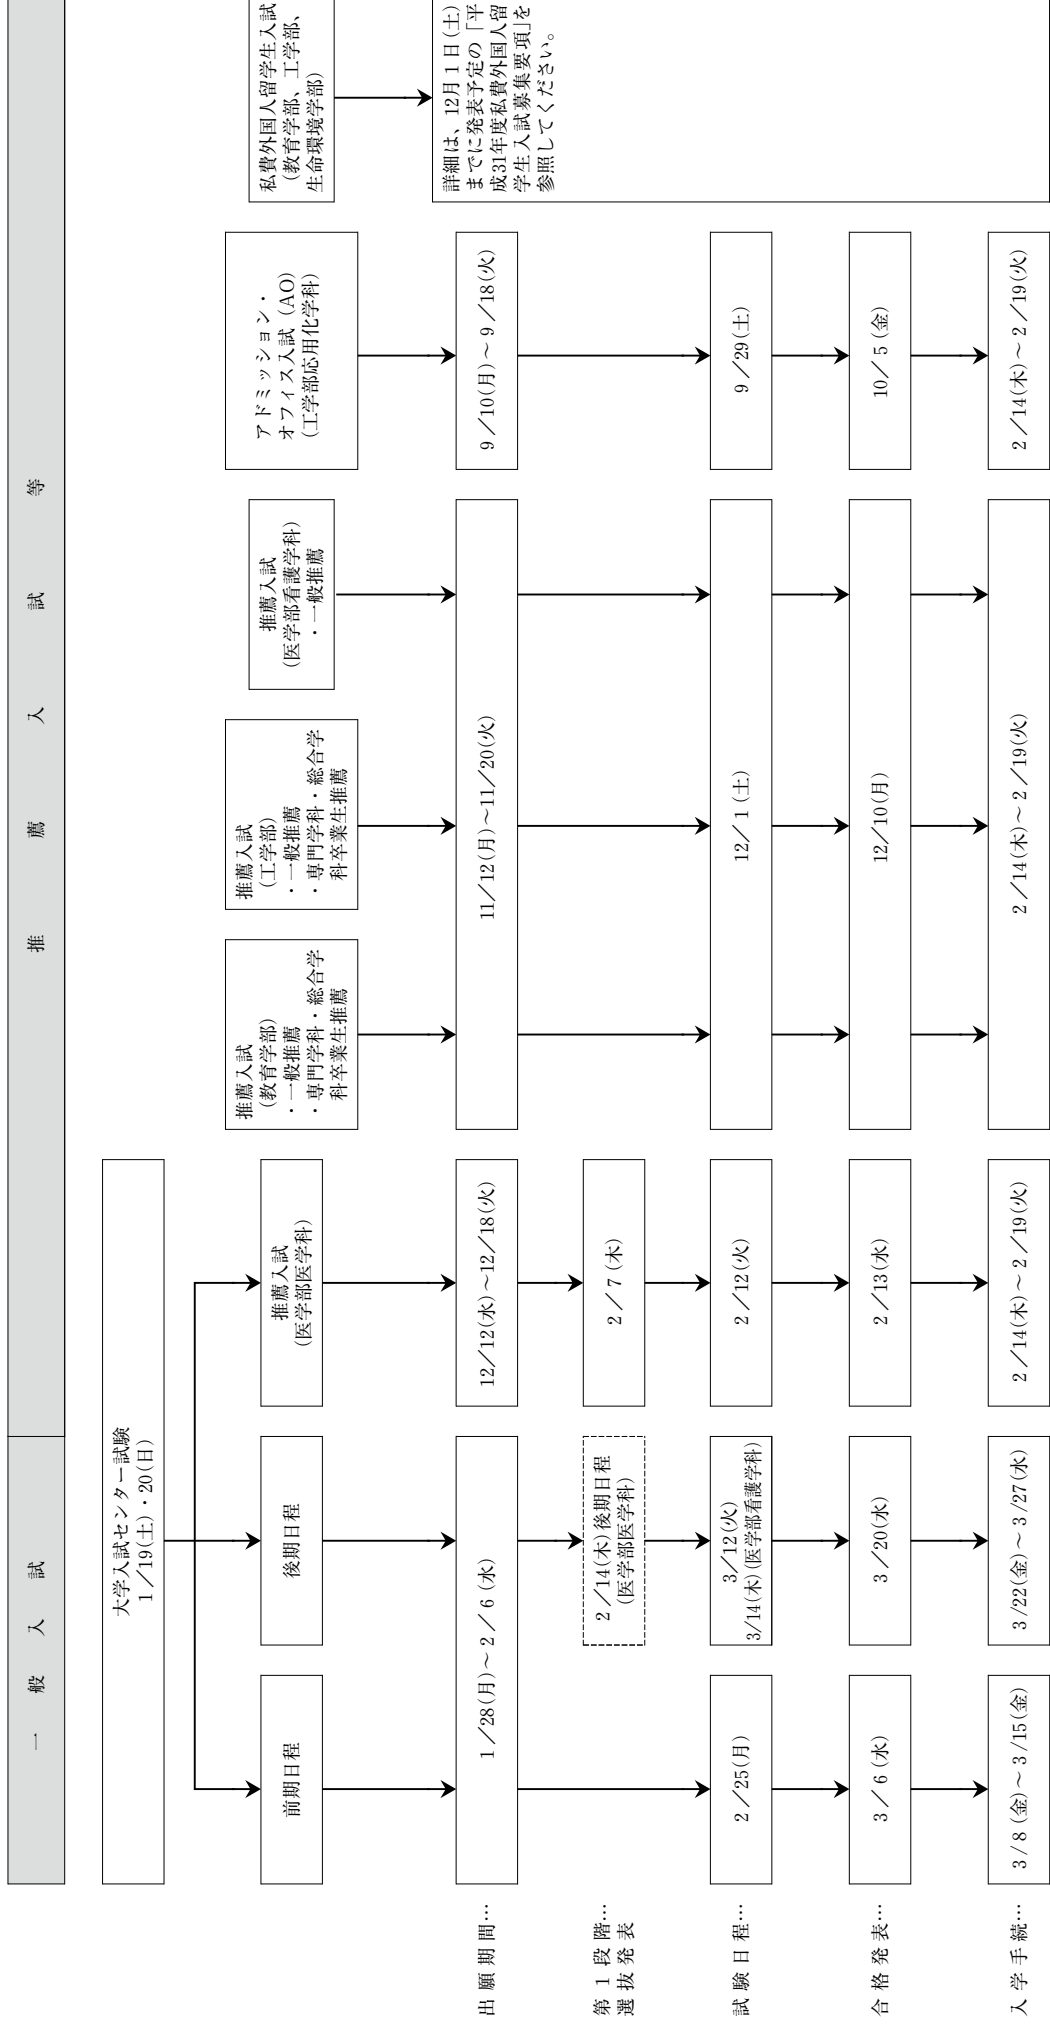 一般入試
推薦入試等
大学入試センター試験
1／19(土)・20(日)
前期日程
後期日程
推薦入試
(医学部医学科)
推薦入試
(教育学部)
・一般推薦
・専門学科・総合学
科卒業生推薦
推薦入試
(工学部)
・一般推薦
・専門学科・総合学
科卒業生推薦
推薦入試
(医学部看護学科)
・一般推薦
アドミッション・
オフィス入試（AO）
(工学部応用化学科)
私費外国人留学生入試
(教育学部、工学部、
生命環境学部)
出願期間…
1／28(月)～2／6(水)
12／12(水)～12／18(火)
11／12(月)～11／20(火)
9／10(月)～9／18(火)
詳細は、12月1日(土)
までに発表予定の「平
成31年度私費外国人留
学生入試募集要項」を
参照してください。
第1段階…
選抜発表
2／14(木)後期日程
(医学部医学科)
2／7(木)
試験日程…
2／25(月)
3／12(火)
3/14(木)(医学部看護学科)
2／12(火)
12／1(土)
9／29(土)
合格発表…
3／6(水)
3／20(水)
2／13(水)
12／10(月)
10／5(金)
入学手続…
3／8(金)～3／15(金)
3／22(金)～3／27(水)
2／14(木)～2／19(火)
2／14(木)～2／19(火)
2／14(木)～2／19(火)